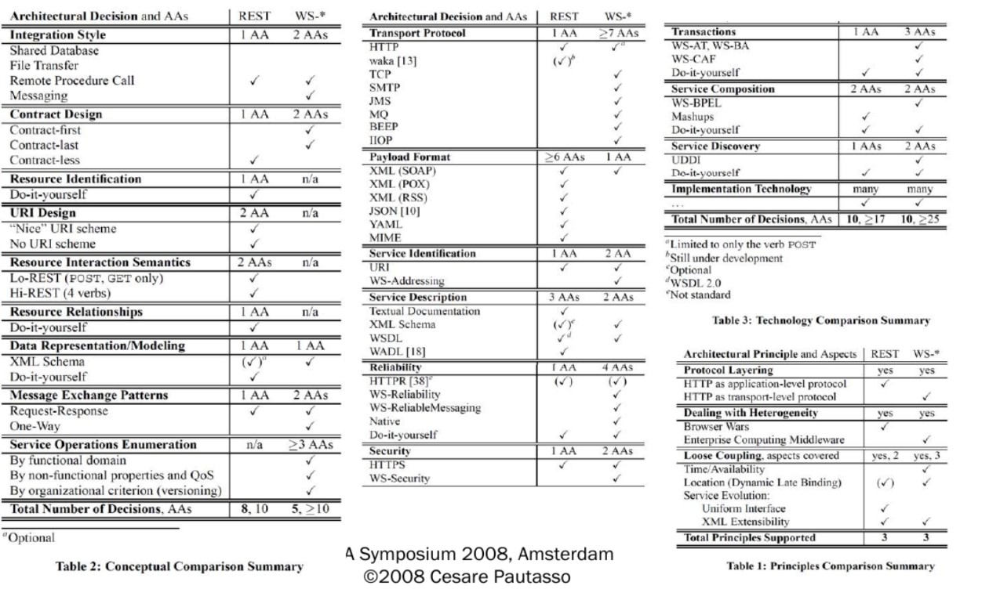 Architectural Decision and AAs REST WS-*
Integration Style 1 AA 2 AAs
Shared Database
File Transfer
Remote Procedure Call ✓ ✓
Messaging ✓
Contract Design 1 AA 2 AAs
Contract-first ✓
Contract-last ✓
Contract-less ✓
Resource Identification 1 AA n/a
Do-it-yourself ✓
URI Design 2 AA n/a
“Nice” URI scheme ✓
No URI scheme ✓
Resource Interaction Semantics 2 AAs n/a
Lo-REST (POST, GET only) ✓
Hi-REST (4 verbs) ✓
Resource Relationships 1 AA n/a
Do-it-yourself ✓
Data Representation/Modeling 1 AA 1 AA
XML Schema (✓)a ✓
Do-it-yourself ✓
Message Exchange Patterns 1 AA 2 AAs
Request-Response ✓ ✓
One-Way ✓
Service Operations Enumeration n/a ≥3 AAs
By functional domain ✓
By non-functional properties and QoS ✓
By organizational criterion (versioning) ✓
Total Number of Decisions, AAs 8, 10 5, ≥10
aOptional
Table 2: Conceptual Comparison Summary
Architectural Decision and AAs REST WS-*
Transport Protocol 1 AA ≥7 AAs
HTTP ✓ ✓a
waka [13] (✓)b
TCP ✓
SMTP ✓
JMS ✓
MQ ✓
BEEP ✓
IIOP ✓
Payload Format ≥6 AAs 1 AA
XML (SOAP) ✓ ✓
XML (POX) ✓
XML (RSS) ✓
JSON [10] ✓
YAML ✓
MIME ✓
Service Identification 1 AA 2 AA
URI ✓ ✓
WS-Addressing ✓
Service Description 3 AAs 2 AAs
Textual Documentation ✓
XML Schema (✓)c ✓
WSDL ✓d ✓
WADL [18] ✓
Reliability 1 AA 4 AAs
HTTPR [38]e (✓) (✓)
WS-Reliability ✓
WS-ReliableMessaging ✓
Native ✓
Do-it-yourself ✓ ✓
Security 1 AA 2 AAs
HTTPS ✓ ✓
WS-Security ✓
A Symposium 2008, Amsterdam
©2008 Cesare Pautasso
Transactions 1 AA 3 AAs
WS-AT, WS-BA ✓
WS-CAF ✓
Do-it-yourself ✓ ✓
Service Composition 2 AAs 2 AAs
WS-BPEL ✓
Mashups ✓
Do-it-yourself ✓ ✓
Service Discovery 1 AAs 2 AAs
UDDI ✓
Do-it-yourself ✓ ✓
Implementation Technology many many
... ✓ ✓
Total Number of Decisions, AAs 10, ≥17 10, ≥25
aLimited to only the verb POST
bStill under development
cOptional
dWSDL 2.0
eNot standard
Table 3: Technology Comparison Summary
Architectural Principle and Aspects REST WS-*
Protocol Layering yes yes
HTTP as application-level protocol ✓
HTTP as transport-level protocol ✓
Dealing with Heterogeneity yes yes
Browser Wars ✓
Enterprise Computing Middleware ✓
Loose Coupling, aspects covered yes, 2 yes, 3
Time/Availability ✓
Location (Dynamic Late Binding) (✓) ✓
Service Evolution:
Uniform Interface ✓
XML Extensibility ✓ ✓
Total Principles Supported 3 3
Table 1: Principles Comparison Summary